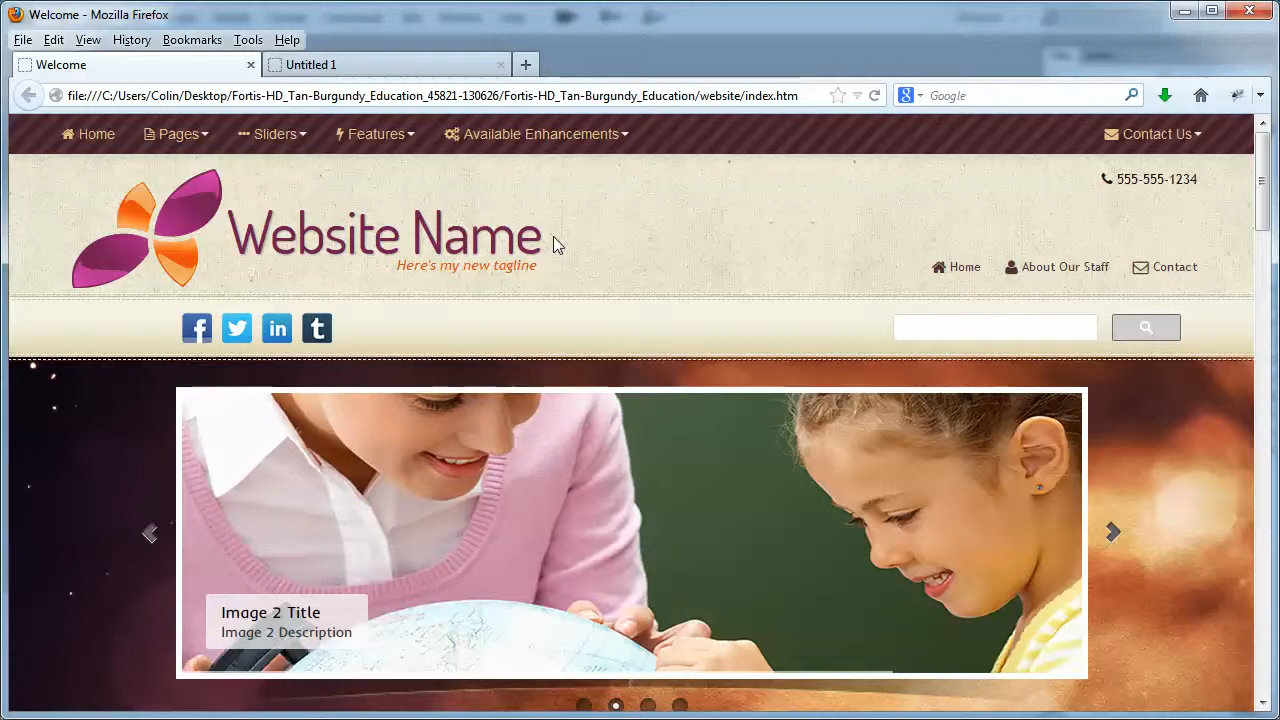 Welcome - Mozilla Firefox
File Edit View History Bookmarks Tools Help
Welcome
Untitled 1
file:///C:/Users/Colin/Desktop/Fortis-HD_Tan-Burgundy_Education_45821-130626/Fortis-HD_Tan-Burgundy_Education/website/index.htm
Google
Home Pages Sliders Features Available Enhancements Contact Us
555-555-1234
Website Name
Here's my new tagline
Home About Our Staff Contact
Image 2 Title
Image 2 Description